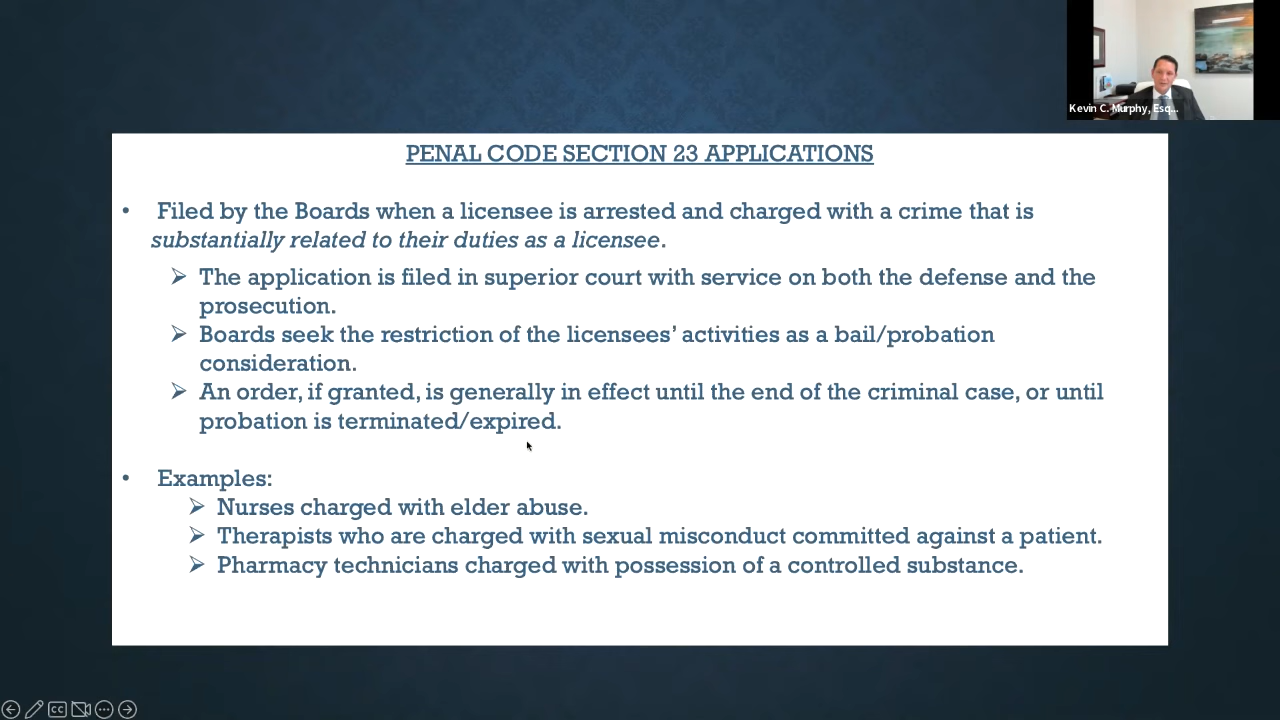 Kevin C. Murphy, Esq...
PENAL CODE SECTION 23 APPLICATIONS
• Filed by the Boards when a licensee is arrested and charged with a crime that is
substantially related to their duties as a licensee.
➢ The application is filed in superior court with service on both the defense and the
prosecution.
➢ Boards seek the restriction of the licensees’ activities as a bail/probation
consideration.
➢ An order, if granted, is generally in effect until the end of the criminal case, or until
probation is terminated/expired.
• Examples:
➢ Nurses charged with elder abuse.
➢ Therapists who are charged with sexual misconduct committed against a patient.
➢ Pharmacy technicians charged with possession of a controlled substance.
CC